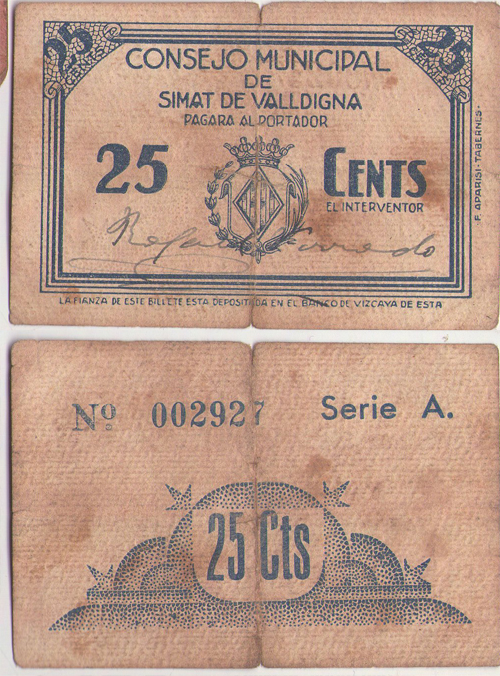 25
25
CONSEJO MUNICIPAL
DE
SIMAT DE VALLDIGNA
PAGARA AL PORTADOR
25 CENTS
EL INTERVENTOR
F. APARISI - TABERNES -
LA FIANZA DE ESTE BILLETE ESTA DEPOSITADA EN EL BANCO DE VIZCAYA DE ESTA
Nº 002927 Serie A.
25 Cts